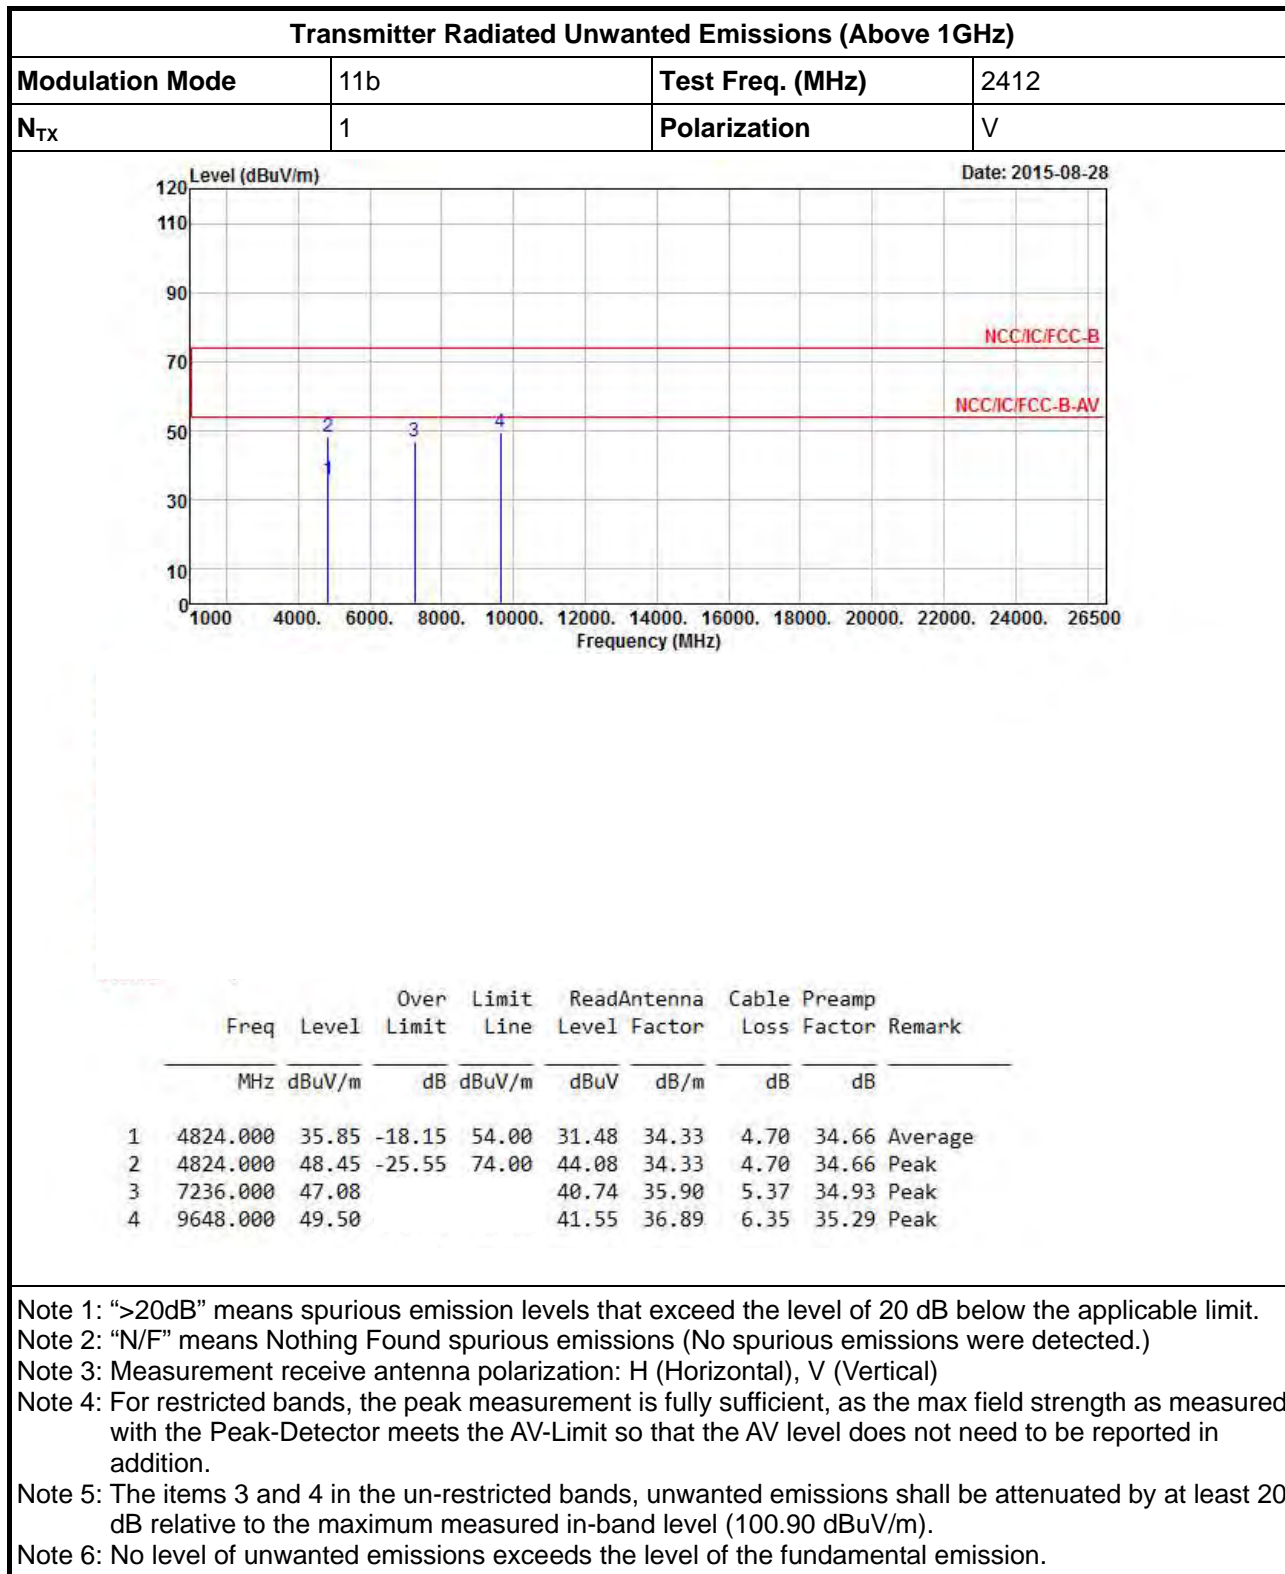 Transmitter Radiated Unwanted Emissions (Above 1GHz)
Modulation Mode 11b Test Freq. (MHz) 2412
NTX 1 Polarization V
Level (dBuV/m) Date: 2015-08-28
120
110
90
NCC/IC/FCC-B
70
NCC/IC/FCC-B-AV
2 3 4
50
1
30
10
0
1000 4000. 6000. 8000. 10000. 12000. 14000. 16000. 18000. 20000. 22000. 24000. 26500
Frequency (MHz)
Over Limit ReadAntenna Cable Preamp
Freq Level Limit Line Level Factor Loss Factor Remark
MHz dBuV/m dB dBuV/m dBuV dB/m dB dB
1 4824.000 35.85 -18.15 54.00 31.48 34.33 4.70 34.66 Average
2 4824.000 48.45 -25.55 74.00 44.08 34.33 4.70 34.66 Peak
3 7236.000 47.08 40.74 35.90 5.37 34.93 Peak
4 9648.000 49.50 41.55 36.89 6.35 35.29 Peak
Note 1: “>20dB” means spurious emission levels that exceed the level of 20 dB below the applicable limit.
Note 2: “N/F” means Nothing Found spurious emissions (No spurious emissions were detected.)
Note 3: Measurement receive antenna polarization: H (Horizontal), V (Vertical)
Note 4: For restricted bands, the peak measurement is fully sufficient, as the max field strength as measured
with the Peak-Detector meets the AV-Limit so that the AV level does not need to be reported in
addition.
Note 5: The items 3 and 4 in the un-restricted bands, unwanted emissions shall be attenuated by at least 20
dB relative to the maximum measured in-band level (100.90 dBuV/m).
Note 6: No level of unwanted emissions exceeds the level of the fundamental emission.